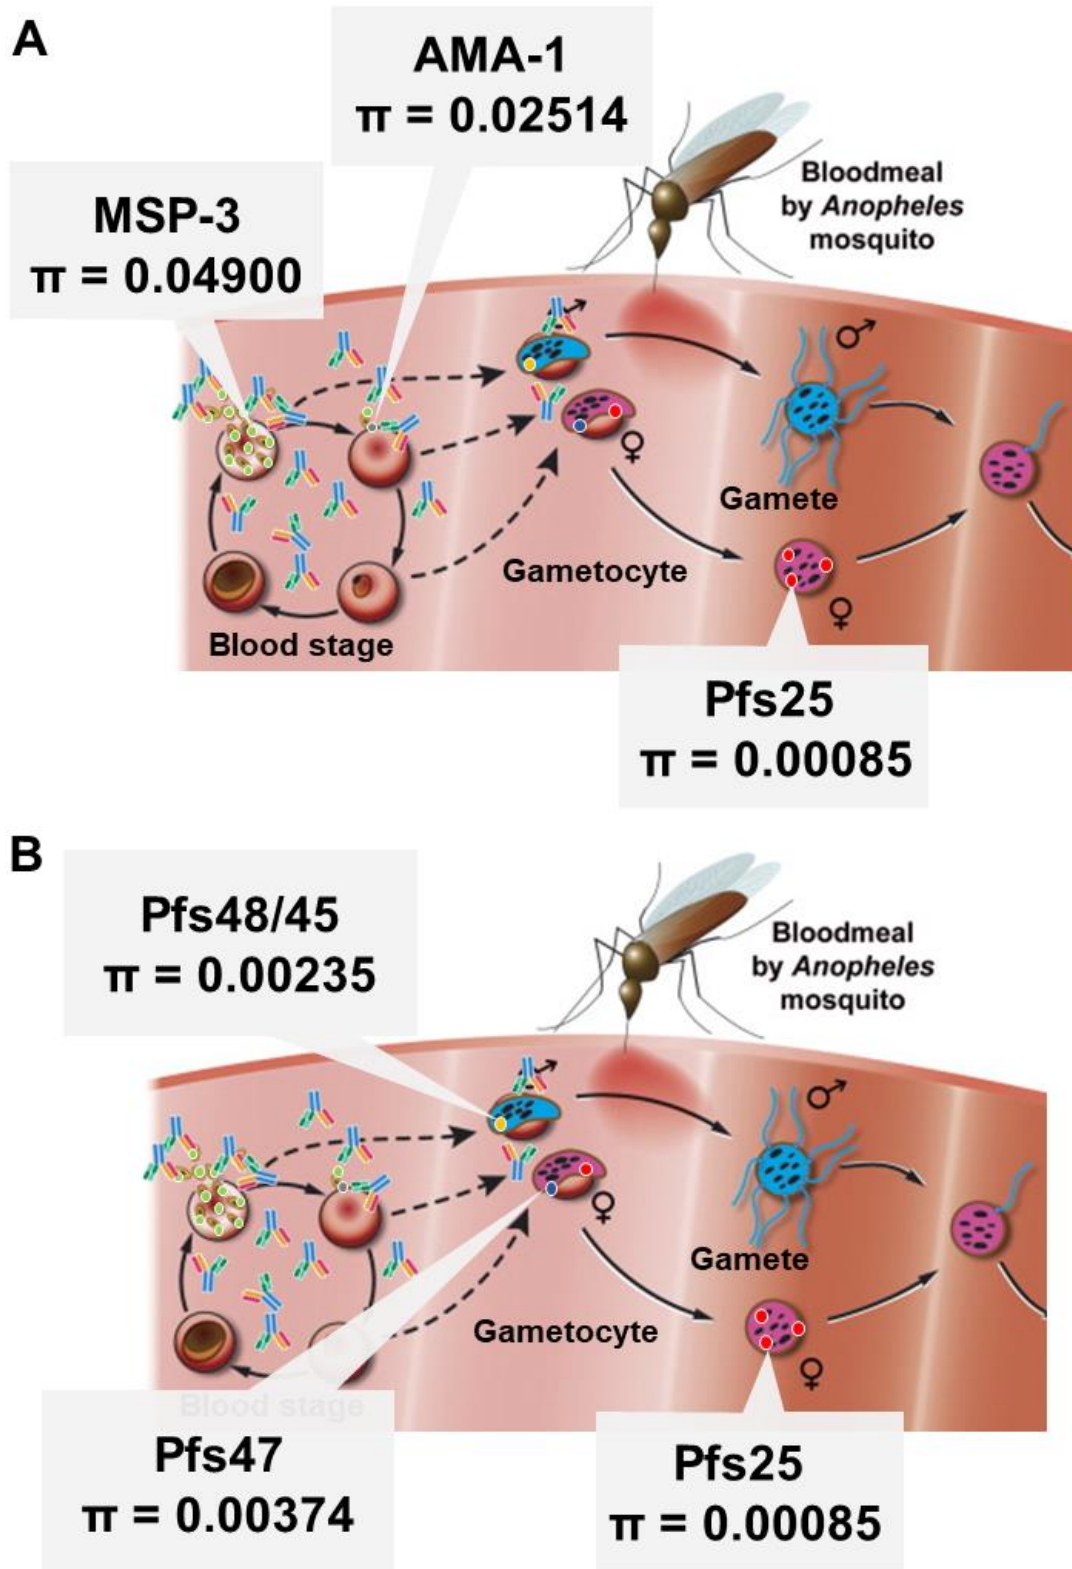 A
AMA-1
π = 0.02514
MSP-3
π = 0.04900
Bloodmeal
by Anopheles
mosquito
♂
♂
♀
Gamete
Gametocyte
♀
Blood stage
Pfs25
π = 0.00085
B
Pfs48/45
π = 0.00235
Bloodmeal
by Anopheles
mosquito
♂
♂
♀
Gamete
Gametocyte
♀
Blood stage
Pfs47
π = 0.00374
Pfs25
π = 0.00085